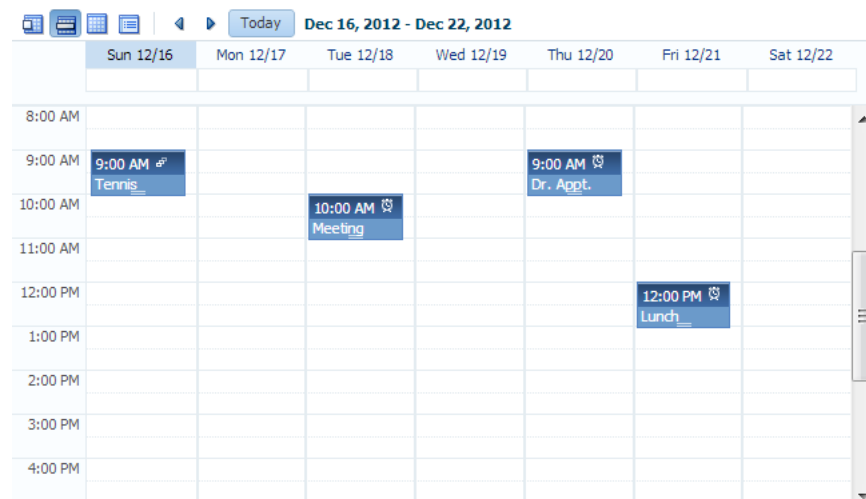 Today Dec 16, 2012 - Dec 22, 2012
Sun 12/16 Mon 12/17 Tue 12/18 Wed 12/19 Thu 12/20 Fri 12/21 Sat 12/22
8:00 AM
9:00 AM 9:00 AM 9:00 AM
Tennis Dr. Appt.
10:00 AM 10:00 AM
Meeting
11:00 AM
12:00 PM 12:00 PM
Lunch
1:00 PM
2:00 PM
3:00 PM
4:00 PM